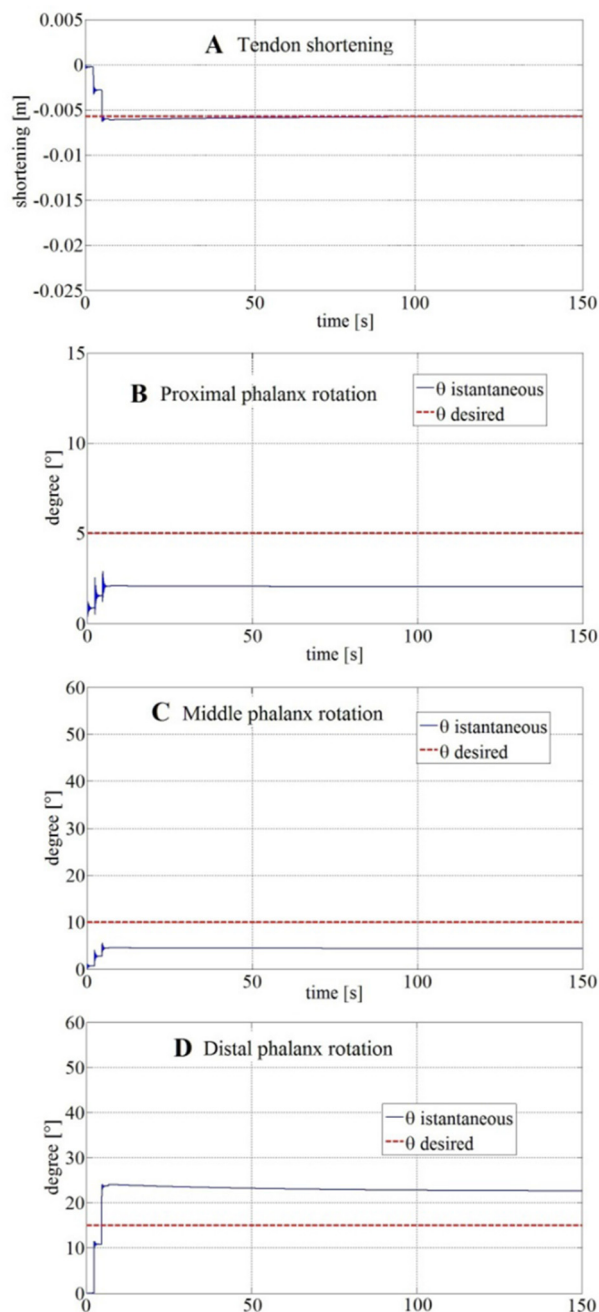 A Tendon shortening
0.005
0
-0.005
-0.01
-0.015
-0.02
-0.025
shortening [m]
0 50 100 150
time [s]
B Proximal phalanx rotation
θ istantaneous
θ desired
15
10
5
0
degree [°]
0 50 100 150
time [s]
C Middle phalanx rotation
θ istantaneous
θ desired
60
50
40
30
20
10
0
degree [°]
0 50 100 150
time [s]
D Distal phalanx rotation
θ istantaneous
θ desired
60
50
40
30
20
10
0
degree [°]
0 50 100 150